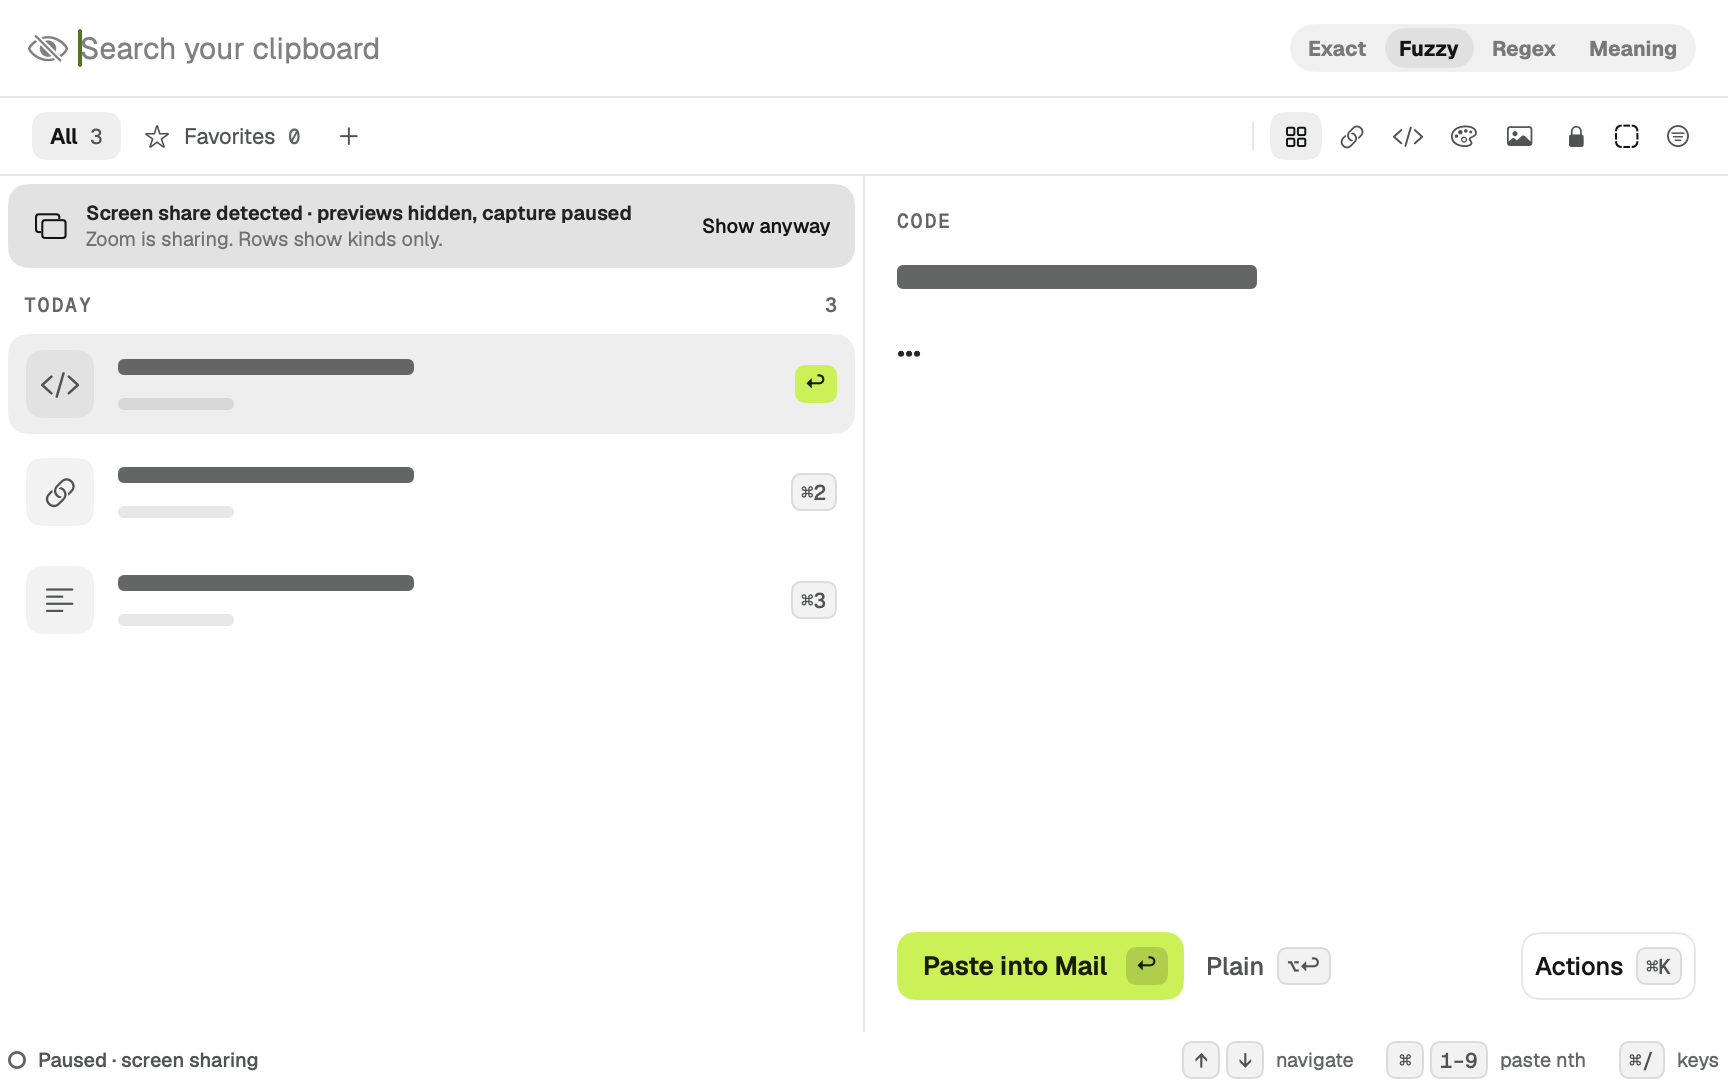 Search your clipboard
Exact Fuzzy Regex Meaning
All 3 Favorites 0
Screen share detected · previews hidden, capture paused
Zoom is sharing. Rows show kinds only.
Show anyway
TODAY 3
⌘2
⌘3
CODE
•••
Paste into Mail ↩ Plain ⌥↩ Actions ⌘K
Paused · screen sharing
↑ ↓ navigate ⌘ 1–9 paste nth ⌘/ keys